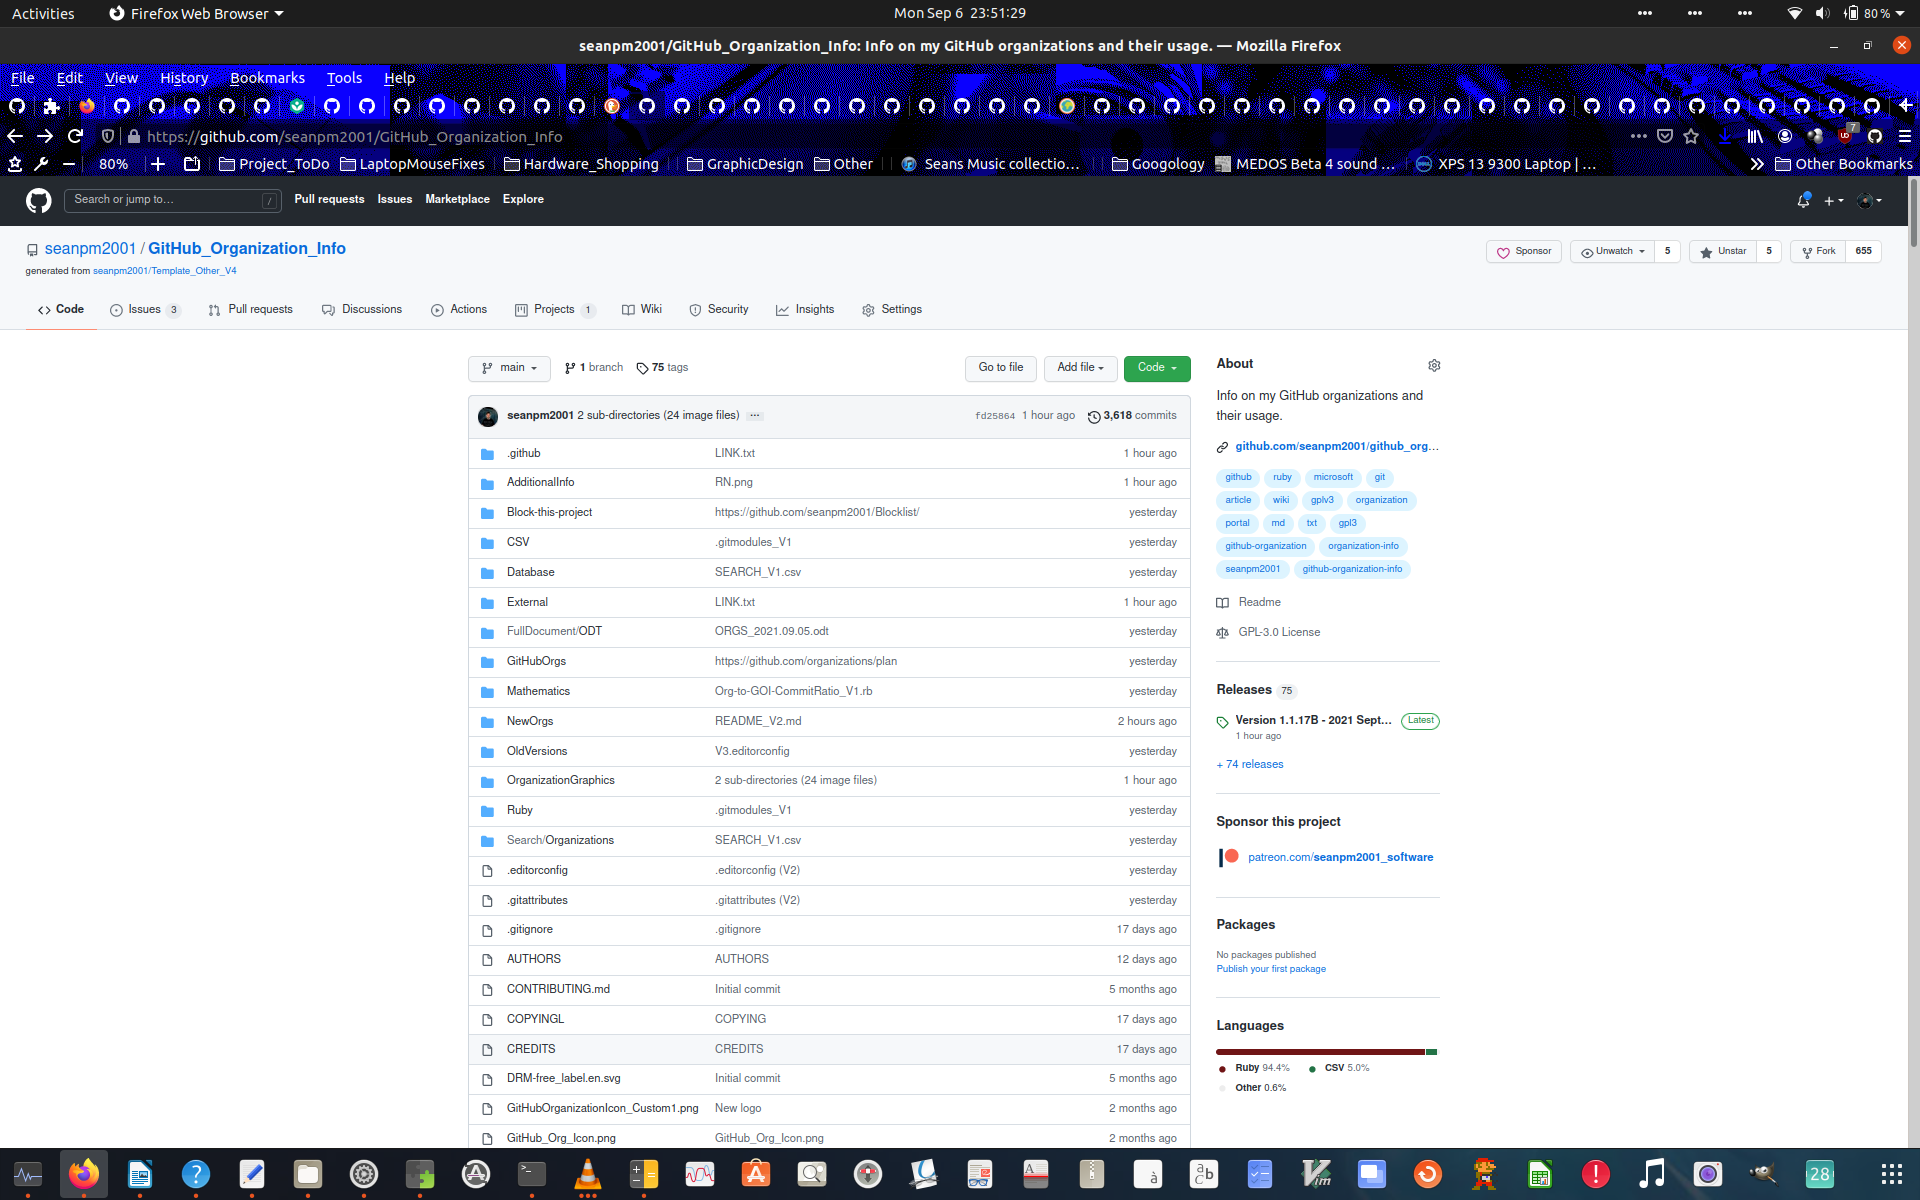 Activities Firefox Web Browser Mon Sep 6 23:51:29 80 %
seanpm2001/GitHub_Organization_Info: Info on my GitHub organizations and their usage. — Mozilla Firefox
File Edit View History Bookmarks Tools Help
https://github.com/seanpm2001/GitHub_Organization_Info 7
80% Project_ToDo LaptopMouseFixes Hardware_Shopping GraphicDesign Other Seans Music collectio… Googology MEDOS Beta 4 sound … XPS 13 9300 Laptop | … Other Bookmarks
Search or jump to… / Pull requests Issues Marketplace Explore
seanpm2001 / GitHub_Organization_Info Sponsor Unwatch 5 Unstar 5 Fork 655
generated from seanpm2001/Template_Other_V4
Code Issues 3 Pull requests Discussions Actions Projects 1 Wiki Security Insights Settings
main 1 branch 75 tags Go to file Add file Code
seanpm2001 2 sub-directories (24 image files) … fd25864 1 hour ago 3,618 commits
.github LINK.txt 1 hour ago
AdditionalInfo RN.png 1 hour ago
Block-this-project https://github.com/seanpm2001/Blocklist/ yesterday
CSV .gitmodules_V1 yesterday
Database SEARCH_V1.csv yesterday
External LINK.txt 1 hour ago
FullDocument/ODT ORGS_2021.09.05.odt yesterday
GitHubOrgs https://github.com/organizations/plan yesterday
Mathematics Org-to-GOI-CommitRatio_V1.rb yesterday
NewOrgs README_V2.md 2 hours ago
OldVersions V3.editorconfig yesterday
OrganizationGraphics 2 sub-directories (24 image files) 1 hour ago
Ruby .gitmodules_V1 yesterday
Search/Organizations SEARCH_V1.csv yesterday
.editorconfig .editorconfig (V2) yesterday
.gitattributes .gitattributes (V2) yesterday
.gitignore .gitignore 17 days ago
AUTHORS AUTHORS 12 days ago
CONTRIBUTING.md Initial commit 5 months ago
COPYINGL COPYING 17 days ago
CREDITS CREDITS 17 days ago
DRM-free_label.en.svg Initial commit 5 months ago
GitHubOrganizationIcon_Custom1.png New logo 2 months ago
GitHub_Org_Icon.png GitHub_Org_Icon.png 2 months ago
About
Info on my GitHub organizations and
their usage.
github.com/seanpm2001/github_org…
github ruby microsoft git
article wiki gplv3 organization
portal md txt gpl3
github-organization organization-info
seanpm2001 github-organization-info
Readme
GPL-3.0 License
Releases 75
Version 1.1.17B - 2021 Sept… Latest
1 hour ago
+ 74 releases
Sponsor this project
patreon.com/seanpm2001_software
Packages
No packages published
Publish your first package
Languages
Ruby 94.4% CSV 5.0%
Other 0.6%
28